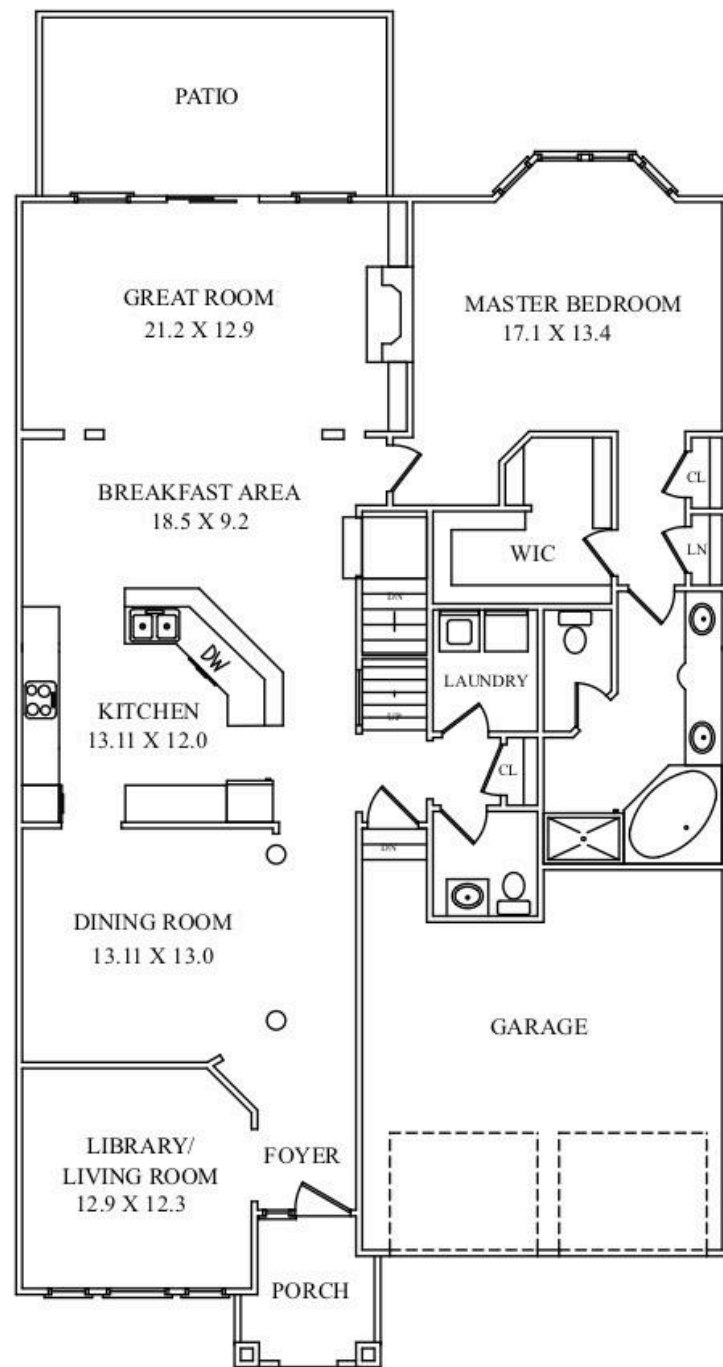 PATIO
GREAT ROOM
21.2 X 12.9
MASTER BEDROOM
17.1 X 13.4
BREAKFAST AREA
18.5 X 9.2
CL
LN
WIC
DN
DW
LAUNDRY
UP
KITCHEN
13.11 X 12.0
CL
DN
DINING ROOM
13.11 X 13.0
GARAGE
LIBRARY/
LIVING ROOM
12.9 X 12.3
FOYER
PORCH